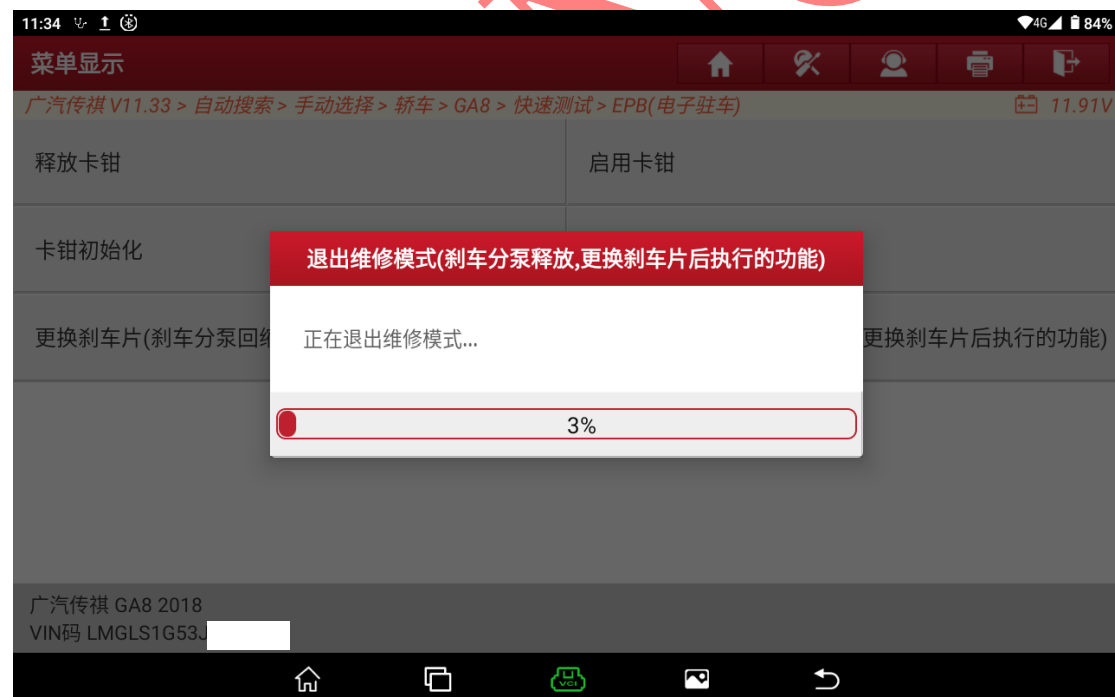 11:34 4G 84%
菜单显示
广汽传祺 V11.33 > 自动搜索 > 手动选择 > 轿车 > GA8 > 快速测试 > EPB(电子驻车) 11.91V
释放卡钳 启用卡钳
卡钳初始化
退出维修模式(刹车分泵释放,更换刹车片后执行的功能)
更换刹车片(刹车分泵回缩 更换刹车片后执行的功能)
正在退出维修模式...
3%
广汽传祺 GA8 2018
VIN码 LMGLS1G53J
VCI